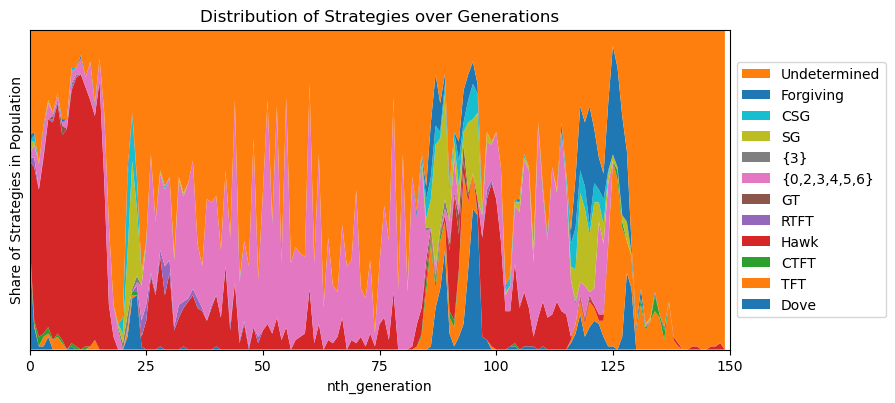 Distribution of Strategies over Generations
Share of Strategies in Population
0
25
50
75
100
125
150
nth_generation
Undetermined
Forgiving
CSG
SG
{3}
{0,2,3,4,5,6}
GT
RTFT
Hawk
CTFT
TFT
Dove